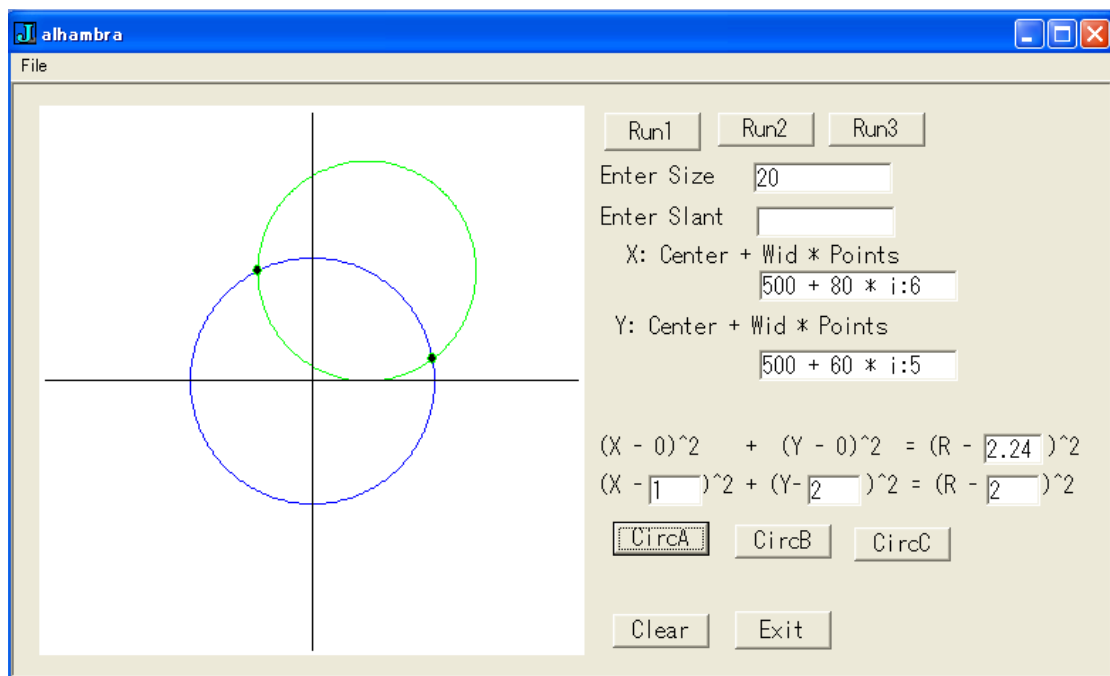 alhambra
File
Run1 Run2 Run3
Enter Size 20
Enter Slant
X: Center + Wid * Points
500 + 80 * i:6
Y: Center + Wid * Points
500 + 60 * i:5
(X - 0)^2 + (Y - 0)^2 = (R - 2.24 )^2
(X - 1 )^2 + (Y- 2 )^2 = (R - 2 )^2
CircA CircB CircC
Clear Exit